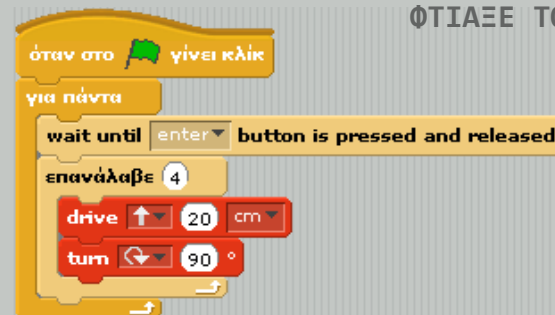 ΦΤΙΑΞΕ ΤΟ
όταν στο γίνει κλίκ
για πάντα
wait until enter button is pressed and released
επανάλαβε 4
drive 20 cm
turn 90 °